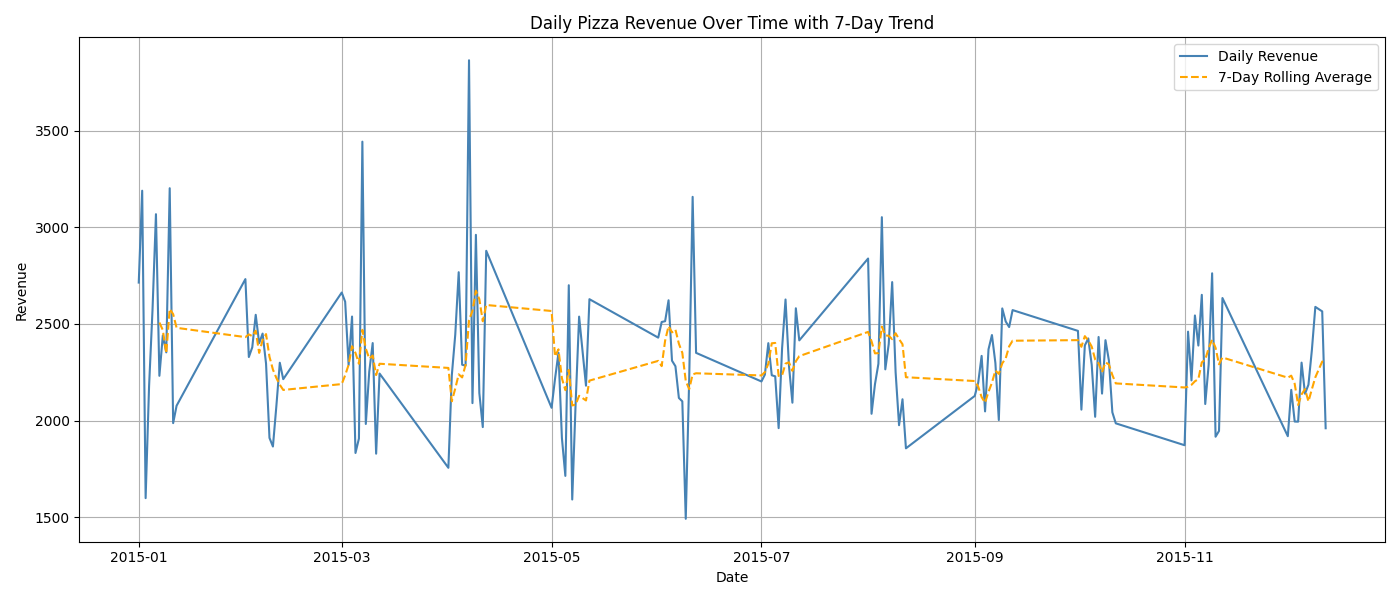 Daily Pizza Revenue Over Time with 7-Day Trend
Daily Revenue
7-Day Rolling Average
Revenue
3500
3000
2500
2000
1500
2015-01 2015-03 2015-05 2015-07 2015-09 2015-11
Date